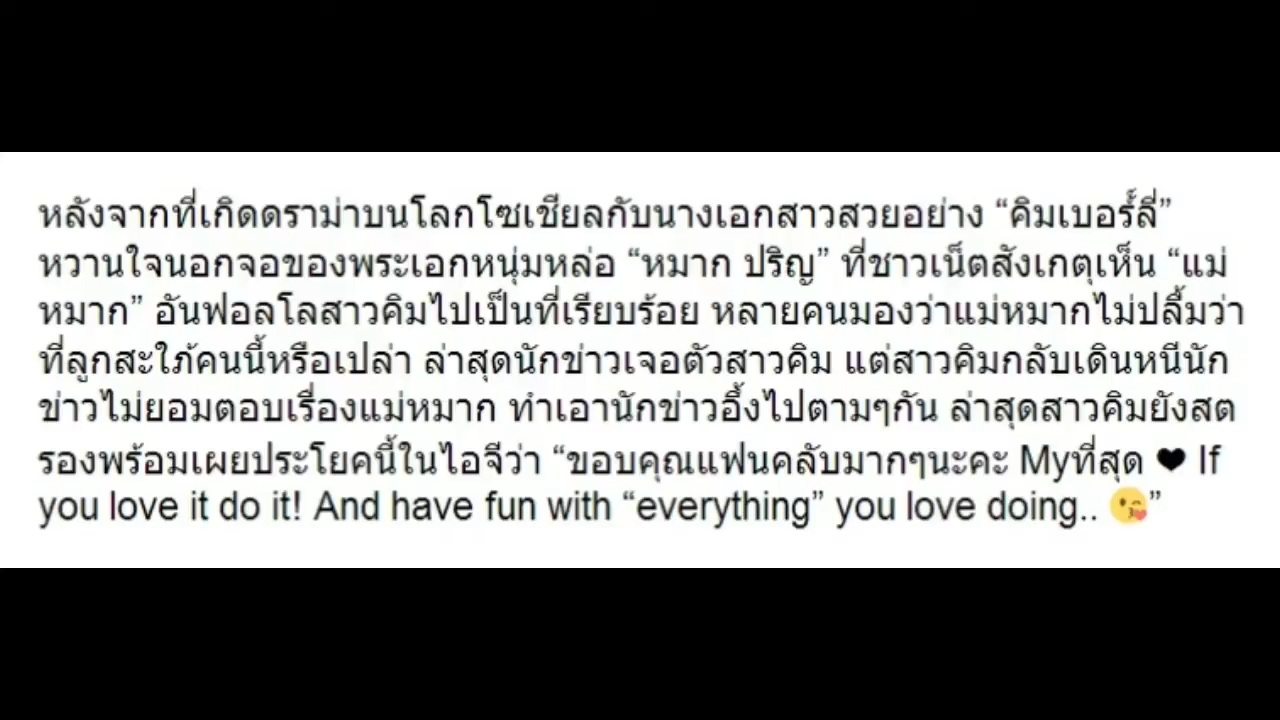 หลังจากที่เกิดดราม่าบนโลกโซเชียลกับนางเอกสาวสวยอย่าง “คิมเบอร์ลี่”
หวานใจนอกจอของพระเอกหนุ่มหล่อ “หมาก ปริญ” ที่ชาวเน็ตสังเกตุเห็น “แม่
หมาก” อันฟอลโลสาวคิมไปเป็นที่เรียบร้อย หลายคนมองว่าแม่หมากไม่ปลื้มว่า
ที่ลูกสะใภ้คนนี้หรือเปล่า ล่าสุดนักข่าวเจอตัวสาวคิม แต่สาวคิมกลับเดินหนีนัก
ข่าวไม่ยอมตอบเรื่องแม่หมาก ทำเอานักข่าวอึ้งไปตามๆกัน ล่าสุดสาวคิมยังสต
รองพร้อมเผยประโยคนี้ในไอจีว่า “ขอบคุณแฟนคลับมากๆนะคะ Myที่สุด ❤ If
you love it do it! And have fun with “everything” you love doing.. 😘”